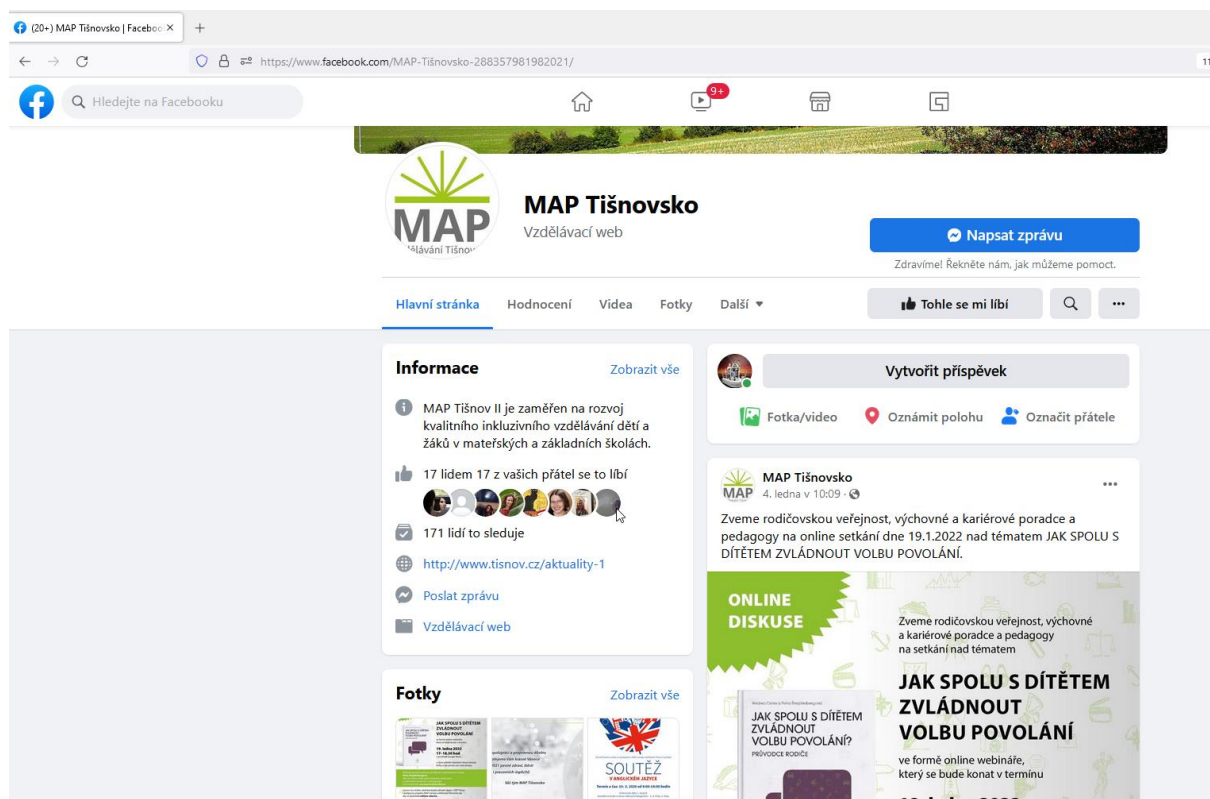 (20+) MAP Tišnovsko | Faceboo
https://www.facebook.com/MAP-Tišnovsko-288357981982021/
11
Hledejte na Facebooku
9+
MAP
MAP Tišnovsko
Vzdělávací web
Napsat zprávu
Zdravíme! Řekněte nám, jak můžeme pomoct.
Hlavní stránka Hodnocení Videa Fotky Další
Tohle se mi líbí
Informace Zobrazit vše
MAP Tišnov II je zaměřen na rozvoj
kvalitního inkluzivního vzdělávání dětí a
žáků v mateřských a základních školách.
17 lidem 17 z vašich přátel se to líbí
171 lidí to sleduje
http://www.tisnov.cz/aktuality-1
Poslat zprávu
Vzdělávací web
Fotky Zobrazit vše
JAK SPOLU S DÍTĚTEM
ZVLÁDNOUT
VOLBU POVOLÁNÍ
SOUTĚŽ
V ANGLICKÉM JAZYCE
Vytvořit příspěvek
Fotka/video Oznámit polohu Označit přátele
MAP Tišnovsko
4. ledna v 10:09
MAP
Zveme rodičovskou veřejnost, výchovné a kariérové poradce a
pedagogy na online setkání dne 19.1.2022 nad tématem JAK SPOLU S
DÍTĚTEM ZVLÁDNOUT VOLBU POVOLÁNÍ.
ONLINE
DISKUSE
Zveme rodičovskou veřejnost, výchovné
a kariérové poradce a pedagogy
na setkání nad tématem
JAK SPOLU S DÍTĚTEM
ZVLÁDNOUT
VOLBU POVOLÁNÍ
ve formě online webináře,
který se bude konat v termínu
JAK SPOLU S DÍTĚTEM
ZVLÁDNOUT
VOLBU POVOLÁNÍ?
PRŮVODCE RODIČE